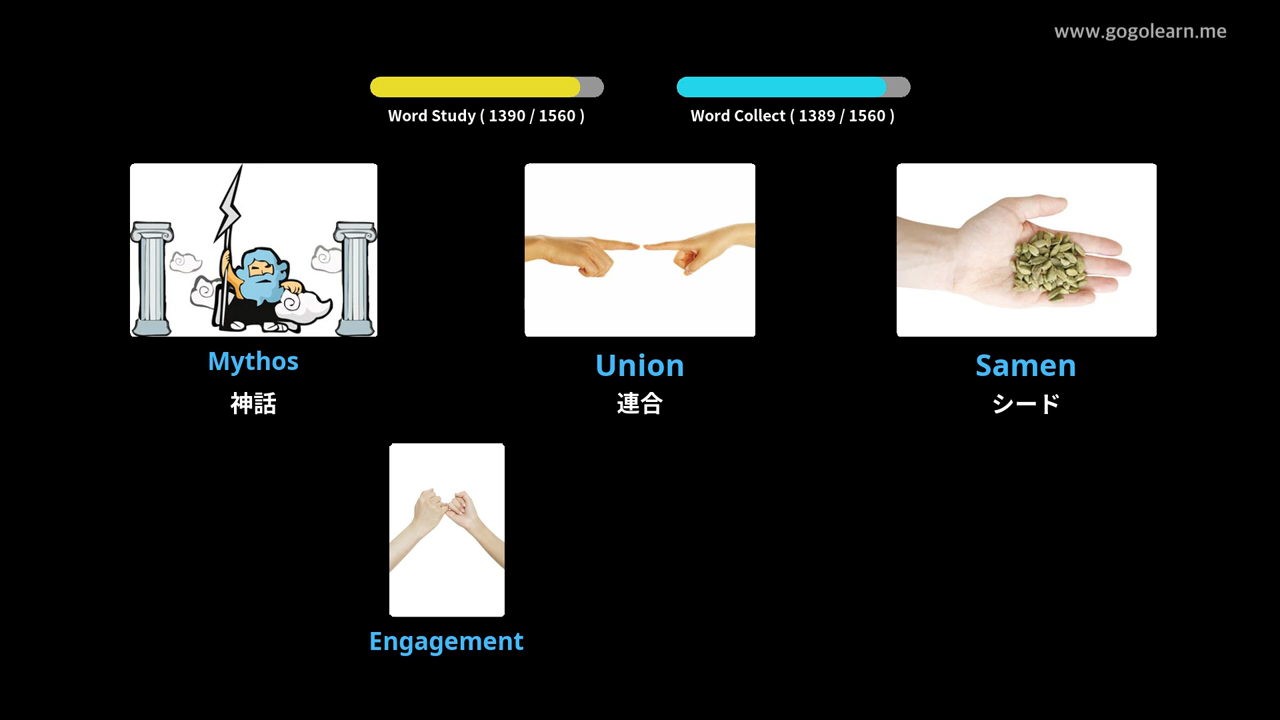 www.gogolearn.me
Word Study ( 1390 / 1560 )
Word Collect ( 1389 / 1560 )
Mythos
神話
Union
連合
Samen
シード
Engagement